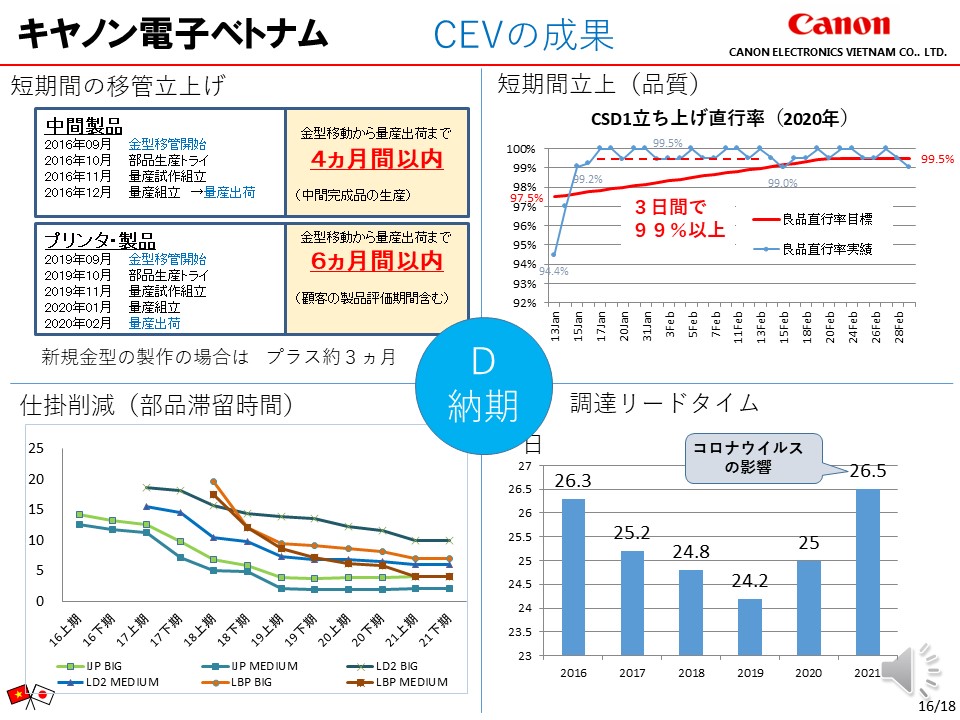 キヤノン電子ベトナム
CEVの成果
Canon
CANON ELECTRONICS VIETNAM CO.. LTD.
短期間の移管立上げ
中間製品
2016年09月 金型移管開始
2016年10月 部品生産トライ
2016年11月 量産試作組立
2016年12月 量産組立 →量産出荷
金型移動から量産出荷まで
4ヵ月間以内
（中間完成品の生産）
プリンタ・製品
2019年09月 金型移管開始
2019年10月 部品生産トライ
2019年11月 量産試作組立
2020年01月 量産組立
2020年02月 量産出荷
金型移動から量産出荷まで
6ヵ月間以内
（顧客の製品評価期間含む）
新規金型の製作の場合は プラス約３ヵ月
短期間立上（品質）
CSD1立ち上げ直行率（2020年）
100%
99%
98%
97%
96%
95%
94%
93%
92%
99.5%
99.5%
99.2%
99.0%
97.5%
94.4%
３日間で
９９％以上
良品直行率目標
良品直行率実績
13Jan
15Jan
17Jan
20Jan
31Jan
3Feb
5Feb
7Feb
11Feb
13Feb
15Feb
18Feb
20Feb
24Feb
26Feb
28Feb
D
納期
仕掛削減（部品滞留時間）
25
20
15
10
5
0
16上期
16下期
17上期
17下期
18上期
18下期
19上期
19下期
20上期
20下期
21上期
21下期
IJP BIG
IJP MEDIUM
LD2 BIG
LD2 MEDIUM
LBP BIG
LBP MEDIUM
調達リードタイム
日
コロナウイルス
の影響
27
26.5
26
25.5
25
24.5
24
23.5
23
26.3
25.2
24.8
24.2
25
26.5
2016
2017
2018
2019
2020
2021
16/18